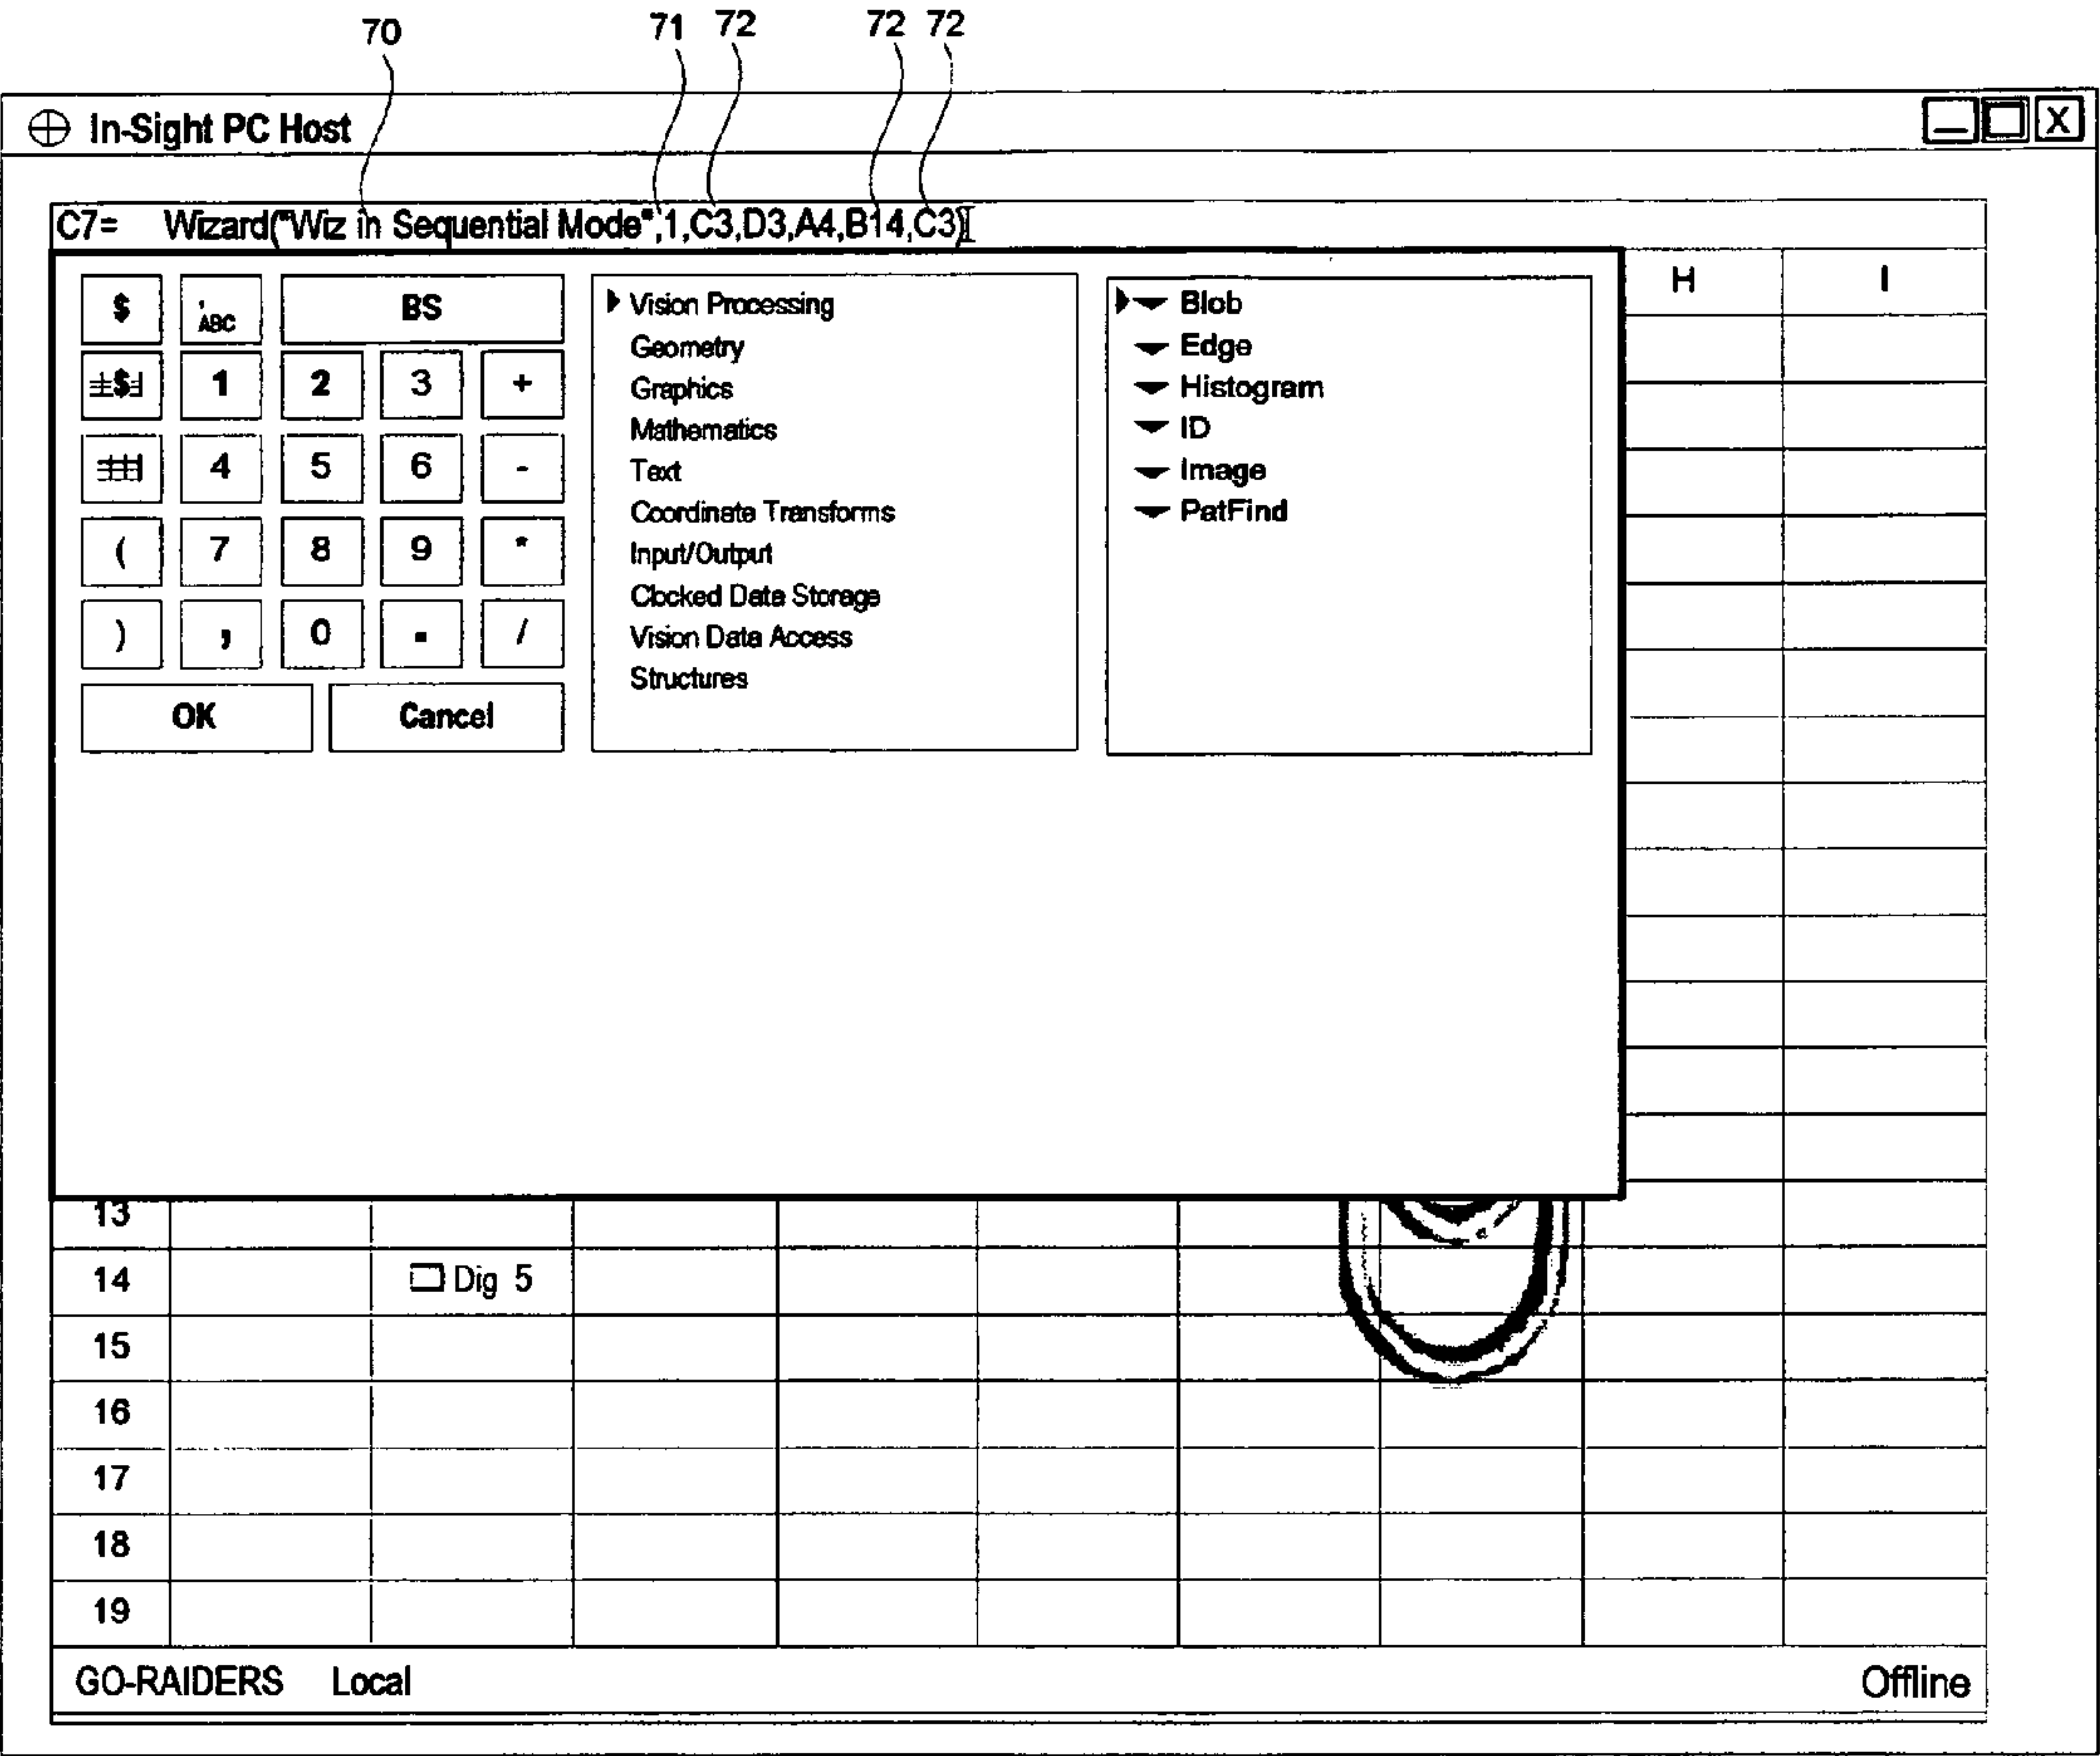 70 71 72 72 72
In-Sight PC Host X
C7= Wizard("Wiz in Sequential Mode",1,C3,D3,A4,B14,C3)
H I
$ 'ABC BS
$ 1 2 3 +
4 5 6 -
( 7 8 9 *
) , 0 . /
OK Cancel
Vision Processing
Geometry
Graphics
Mathematics
Text
Coordinate Transforms
Input/Output
Clocked Data Storage
Vision Data Access
Structures
Blob
Edge
Histogram
ID
Image
PatFind
13
14 Dig 5
15
16
17
18
19
GO-RAIDERS Local Offline